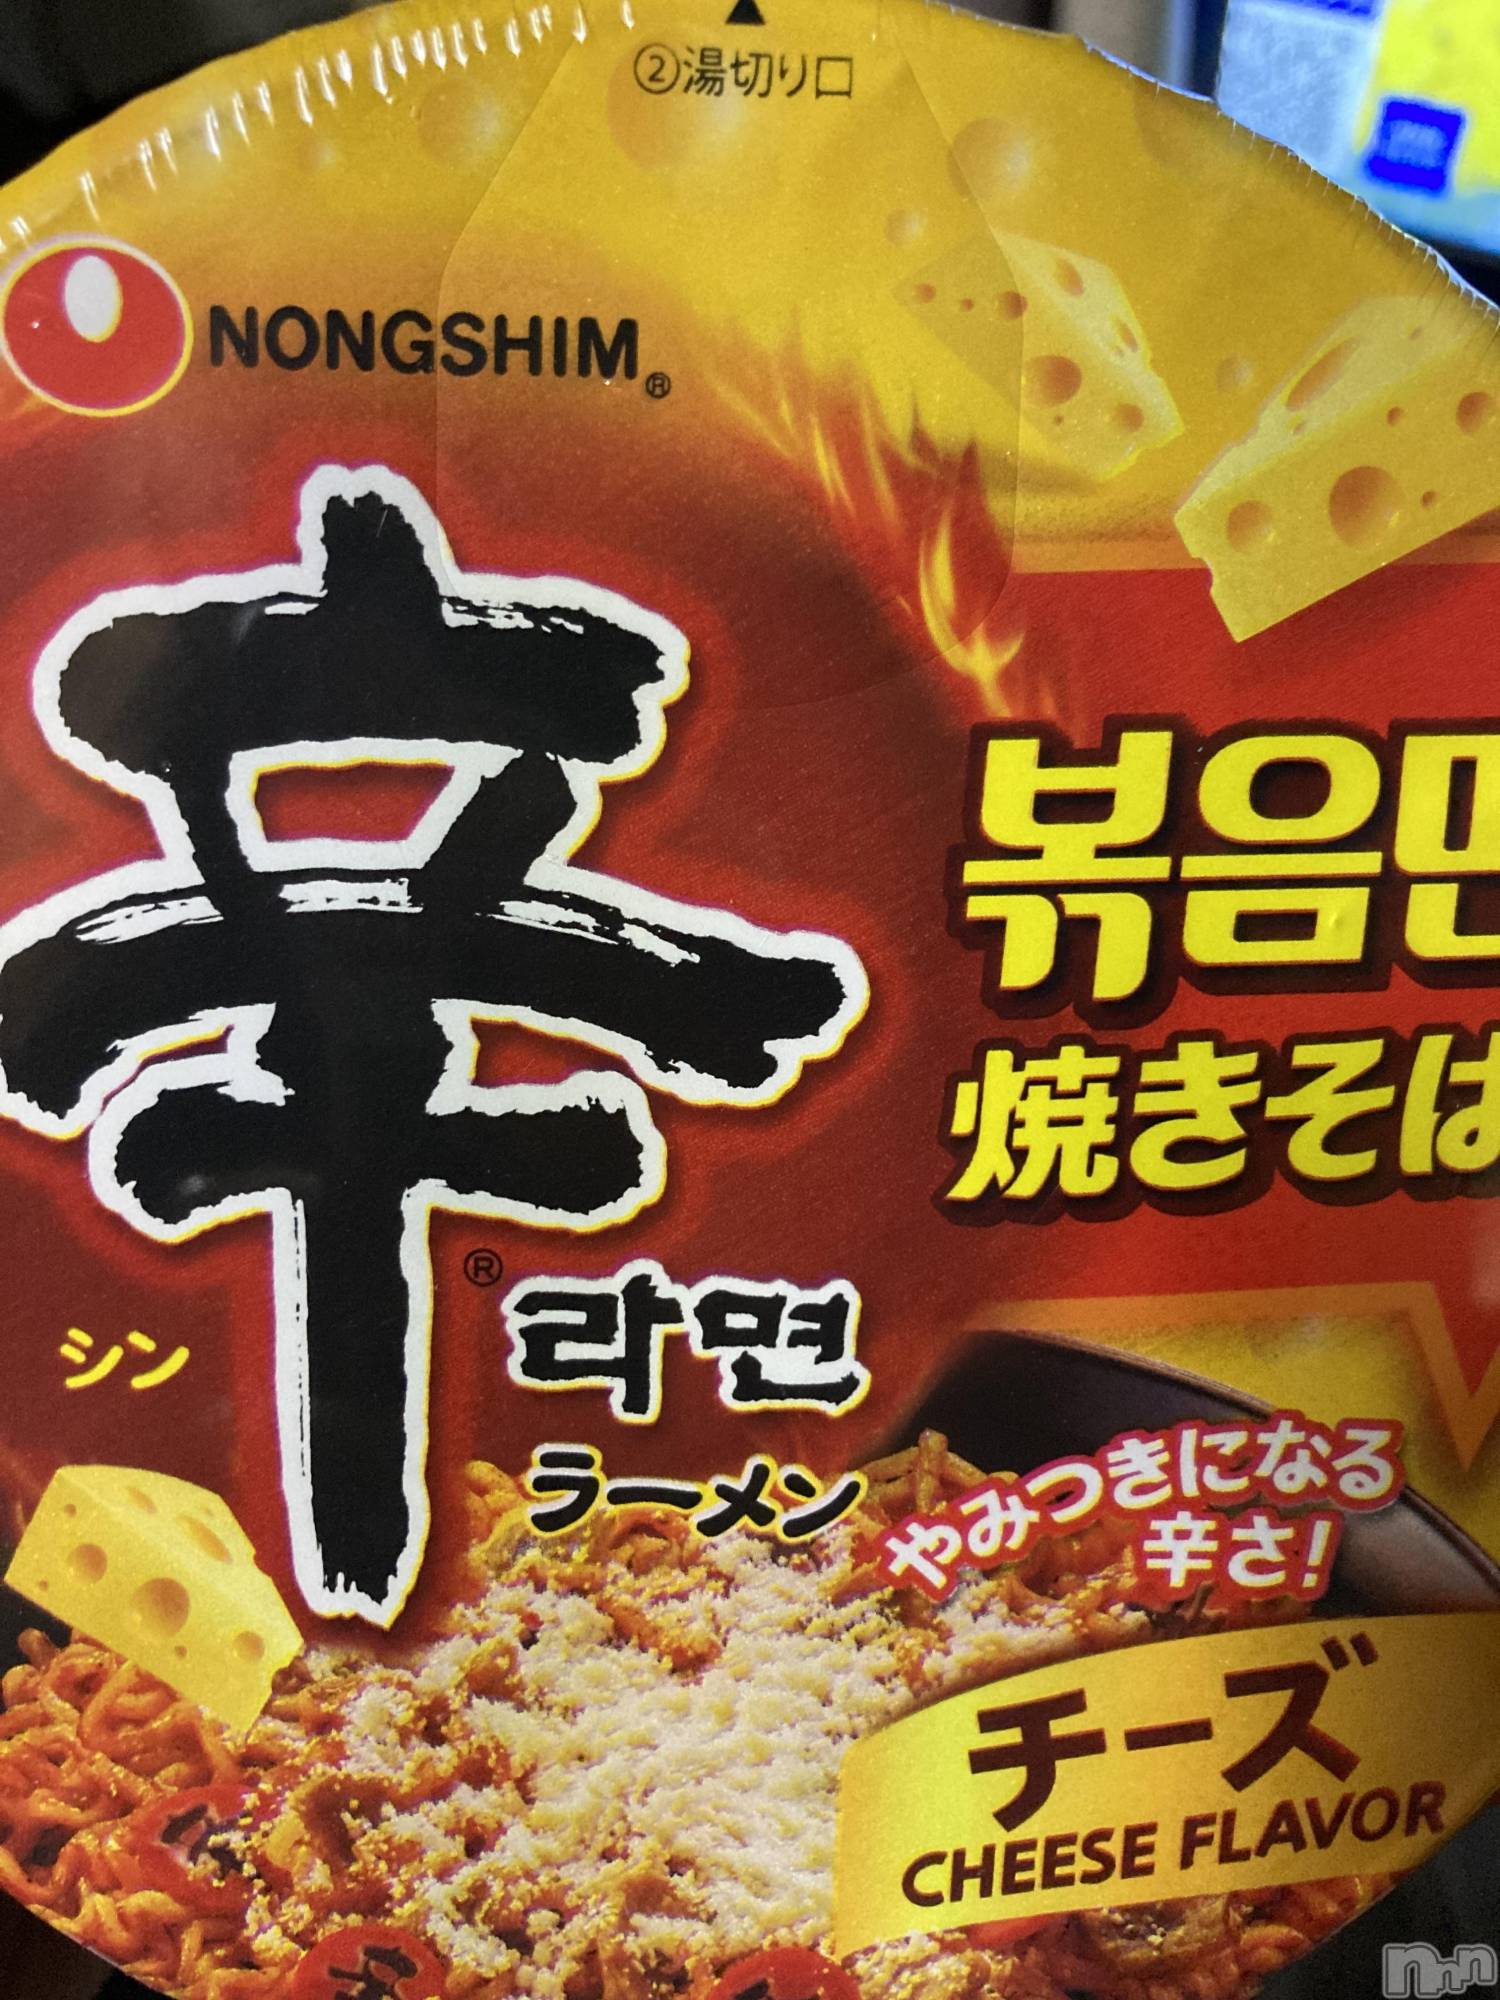 ②湯切り口
NONGSHIM®
辛®
볶음면
焼きそば
シン
라면
ラーメン
やみつきになる
辛さ!
チーズ
CHEESE FLAVOR
nnn